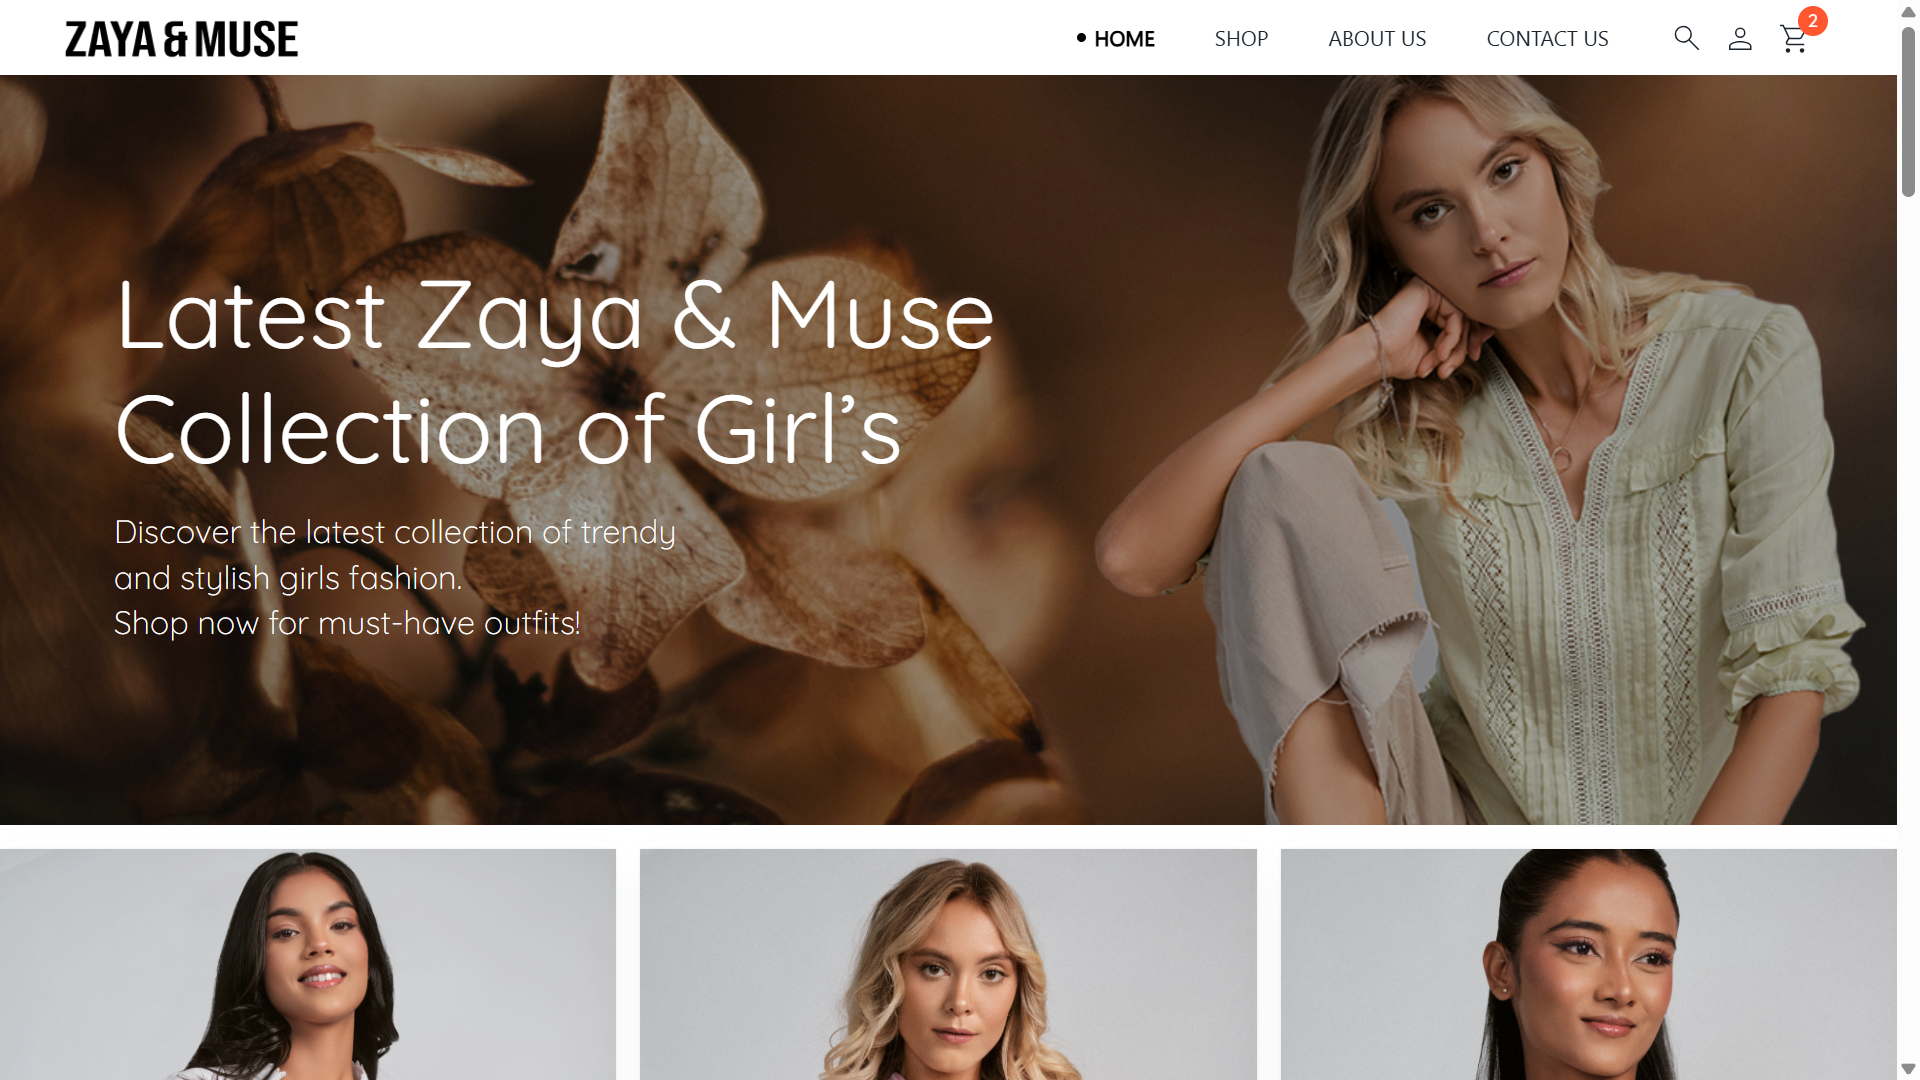 ZAYA & MUSE
HOME
SHOP
ABOUT US
CONTACT US
2
Latest Zaya & Muse
Collection of Girl’s
Discover the latest collection of trendy
and stylish girls fashion.
Shop now for must-have outfits!